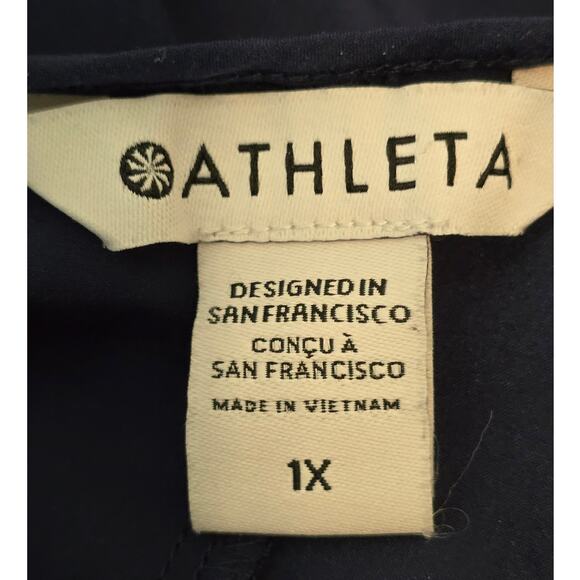 ATHLETA
DESIGNED IN
SAN FRANCISCO
CONÇU À
SAN FRANCISCO
MADE IN VIETNAM
1X